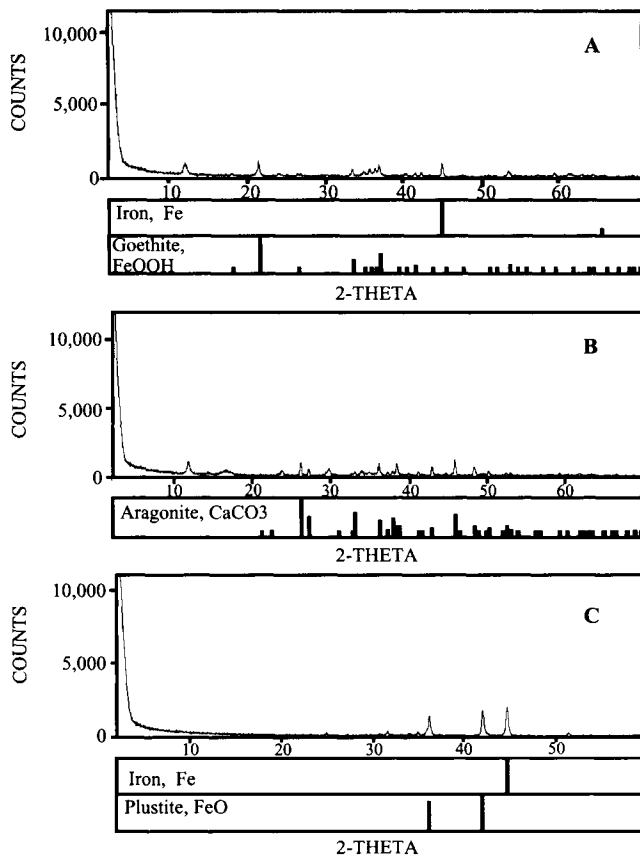 10,000
A
COUNTS
5,000
0
10 20 30 40 50 60
Iron, Fe
Goethite,
FeOOH
2-THETA
10,000
B
COUNTS
5,000
0
10 20 30 40 50 60
Aragonite, CaCO3
2-THETA
10,000
C
COUNTS
5,000
0
10 20 30 40 50
Iron, Fe
Plustite, FeO
2-THETA